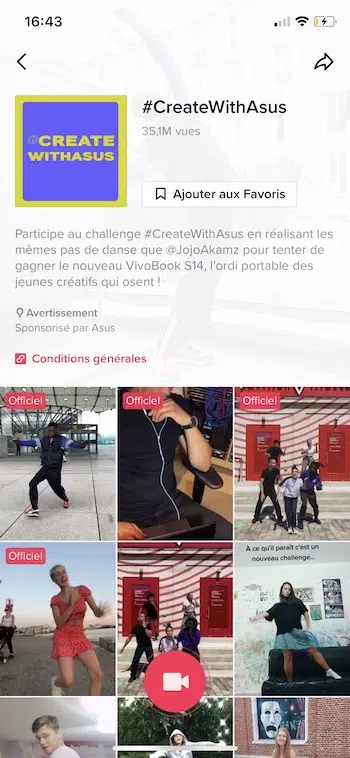 16:43
#CreateWithAsus
35,1M vues
@CREATE
WITHASUS
Ajouter aux Favoris
Participe au challenge #CreateWithAsus en réalisant les
mêmes pas de danse que @JojoAkamz pour tenter de
gagner le nouveau VivoBook S14, l'ordi portable des
jeunes créatifs qui osent !
Avertissement
Sponsorisé par Asus
Conditions générales
Officiel
Officiel
Officiel
Officiel
À ce qu'il paraît c'est un
nouveau challenge...